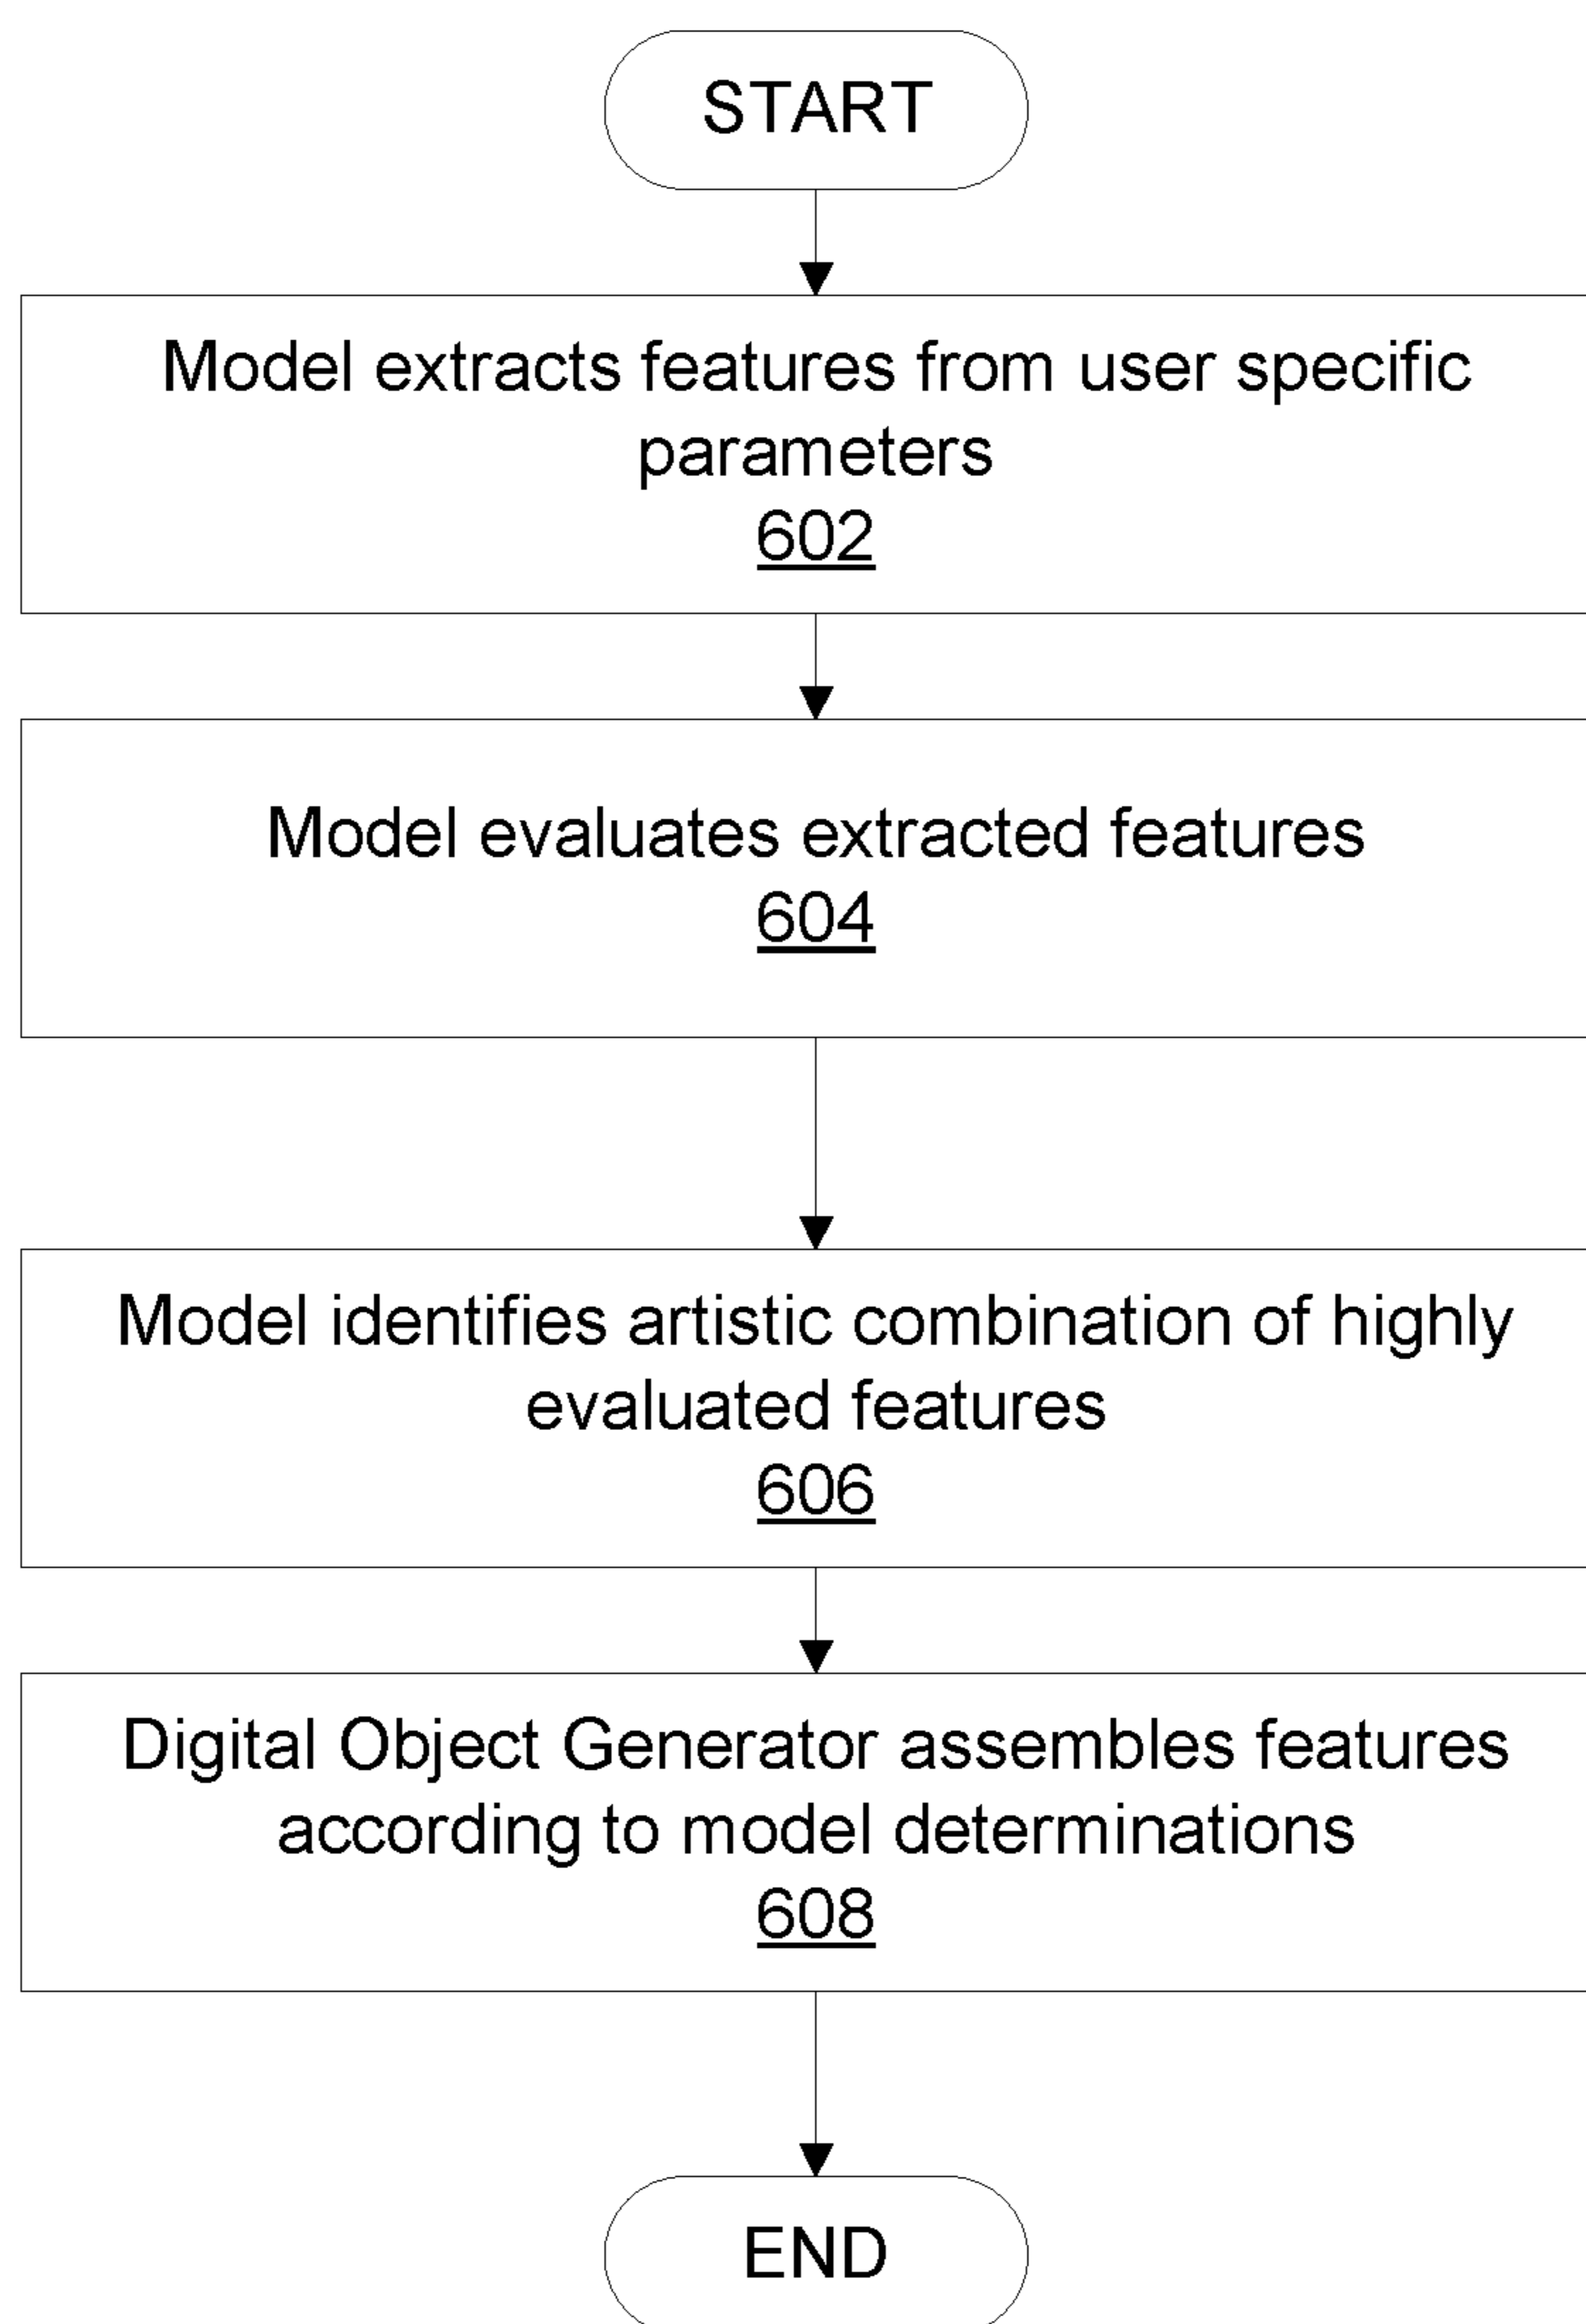 START
Model extracts features from user specific
parameters
602
Model evaluates extracted features
604
Model identifies artistic combination of highly
evaluated features
606
Digital Object Generator assembles features
according to model determinations
608
END